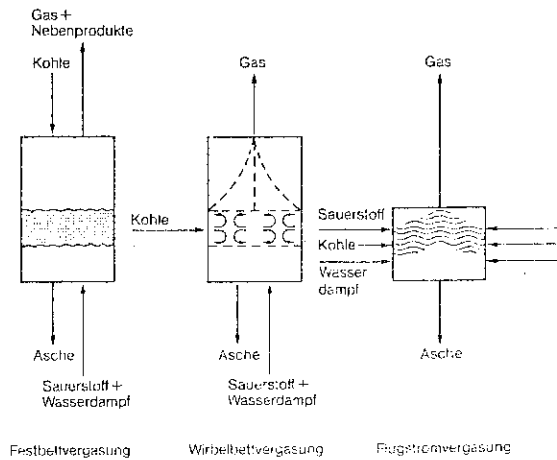 Gas +
Nebenprodukte
Kohle
Asche
Sauerstoff +
Wasserdampf
Festbettvergasung
Gas
Kohle
Asche
Sauerstoff +
Wasserdampf
Wirbelbettvergasung
Gas
Sauerstoff
Kohle
Wasser
dampf
Asche
Flugstromvergasung